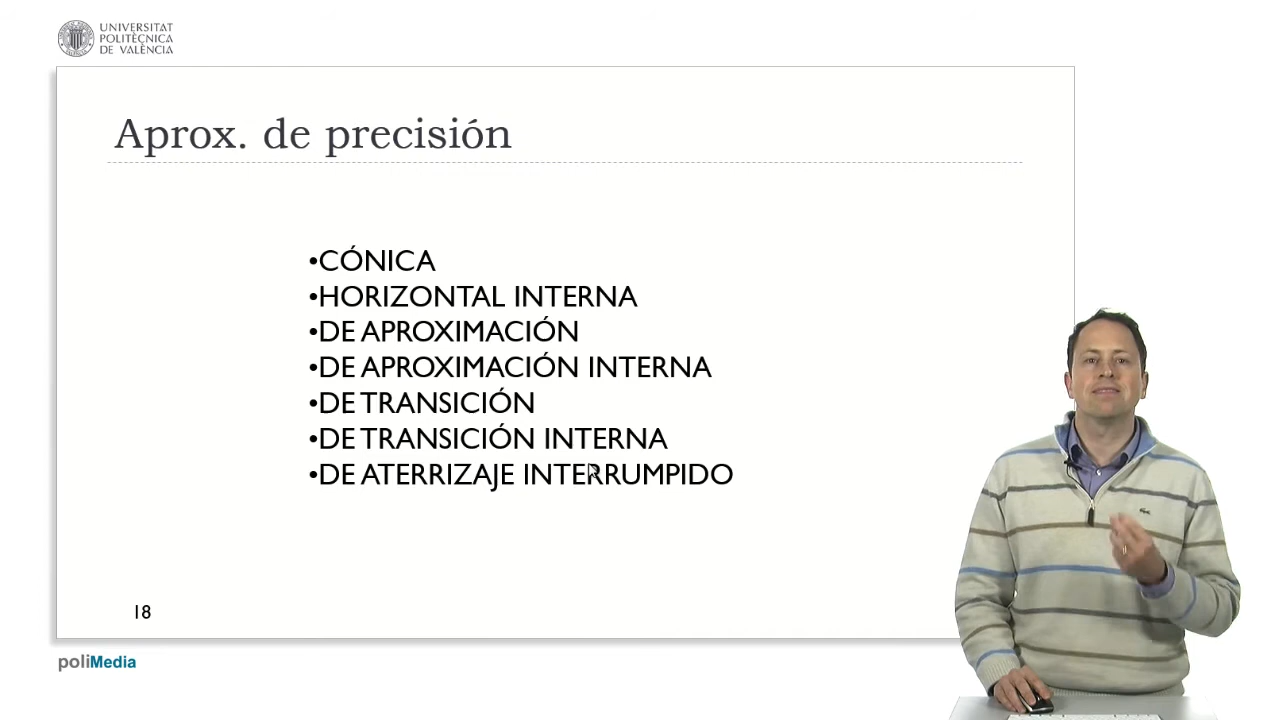 UNIVERSITAT
POLITÈCNICA
DE VALÈNCIA
Aprox. de precisión
•CÓNICA
•HORIZONTAL INTERNA
•DE APROXIMACIÓN
•DE APROXIMACIÓN INTERNA
•DE TRANSICIÓN
•DE TRANSICIÓN INTERNA
•DE ATERRIZAJE INTERRUMPIDO
18
poliMedia